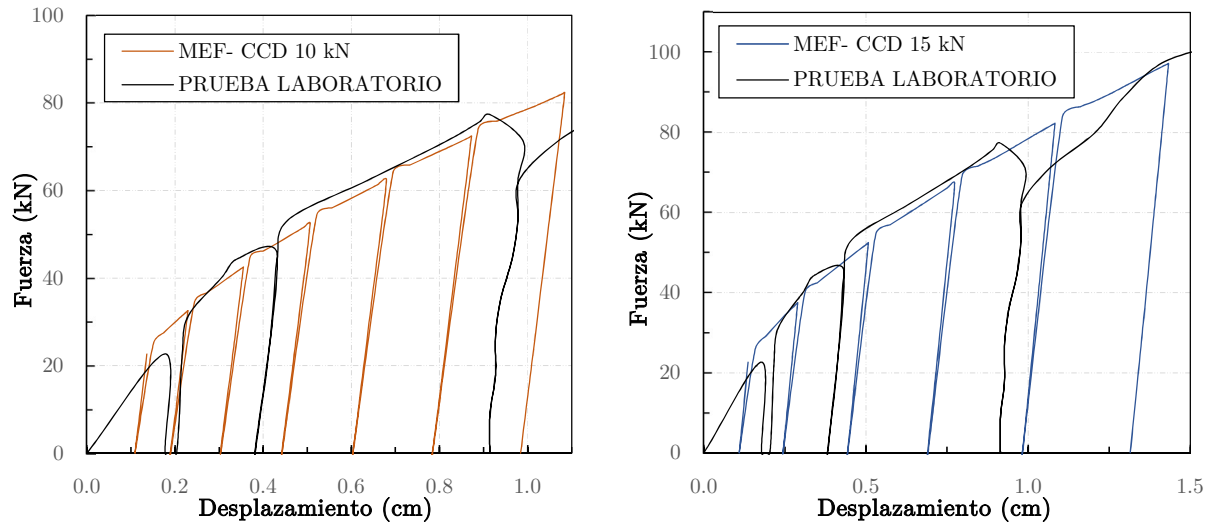 100
80
60
40
20
0
Fuerza (kN)
MEF- CCD 10 kN
PRUEBA LABORATORIO
0.0
0.2
0.4
0.6
0.8
1.0
Desplazamiento (cm)
100
80
60
40
20
0
Fuerza (kN)
MEF- CCD 15 kN
PRUEBA LABORATORIO
0.0
0.5
1.0
1.5
Desplazamiento (cm)